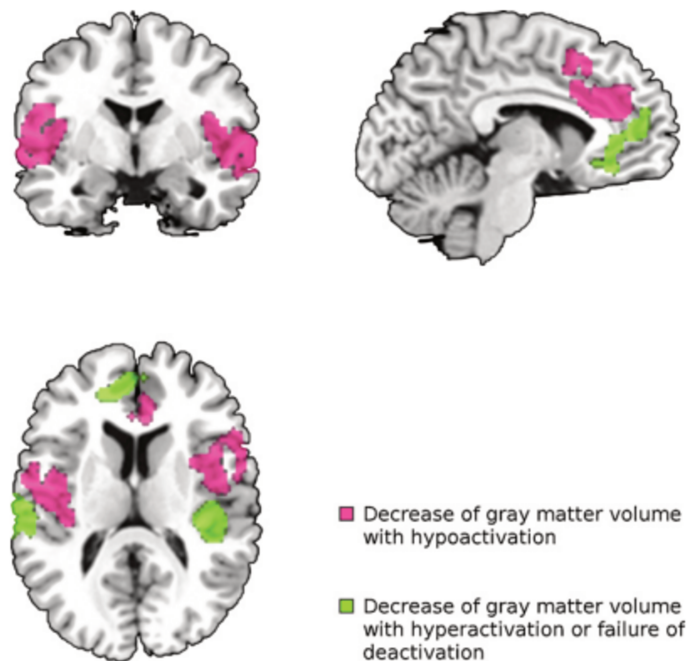 Decrease of gray matter volume
with hypoactivation
Decrease of gray matter volume
with hyperactivation or failure of
deactivation